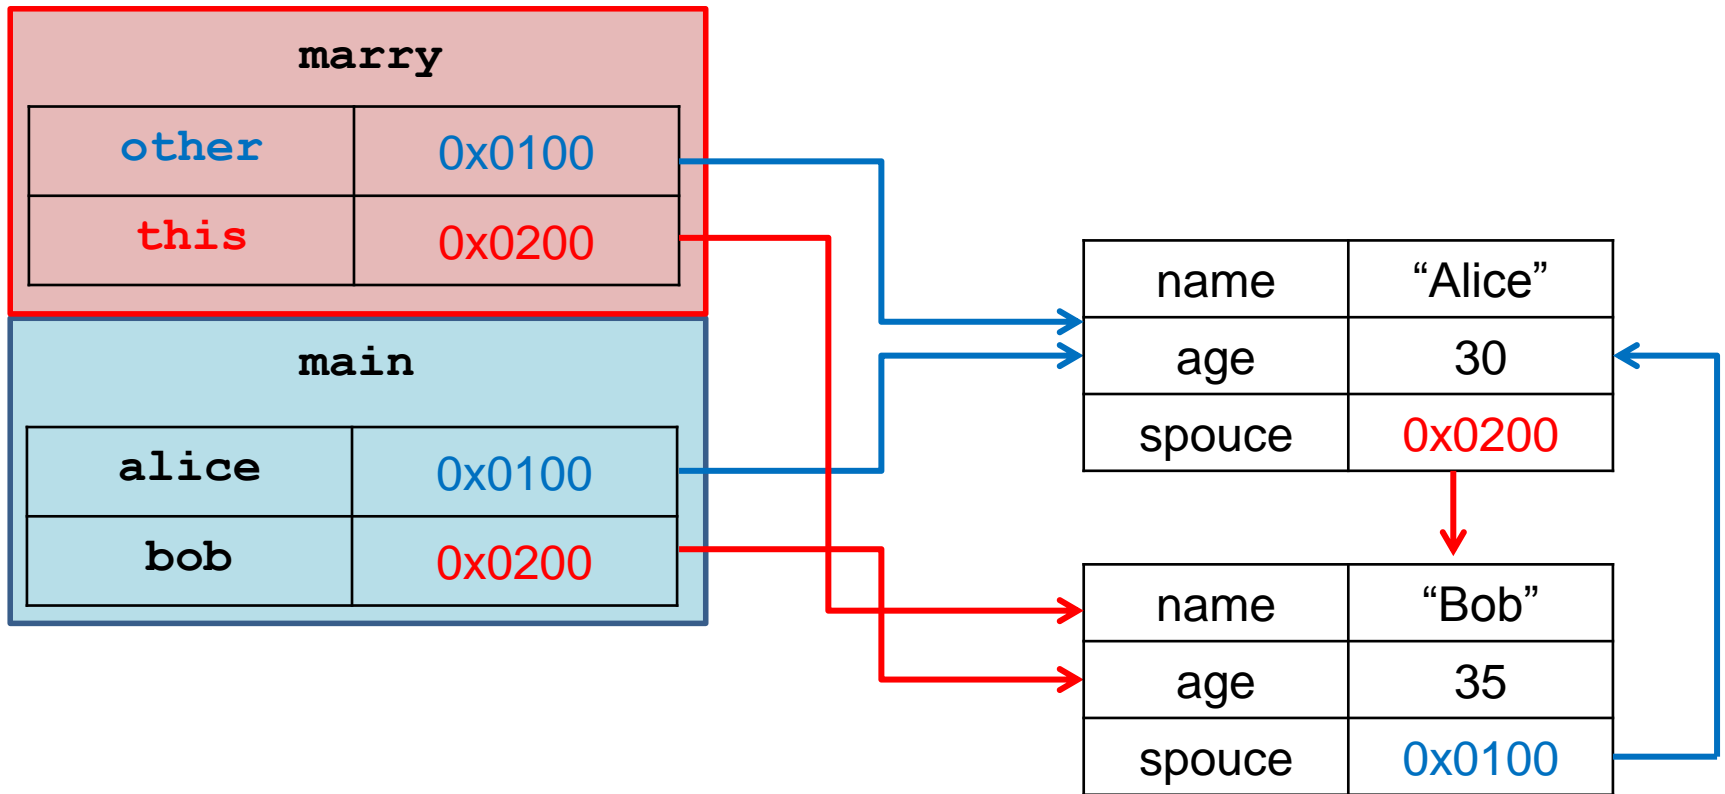 marry
other 0x0100
this 0x0200
main
alice 0x0100
bob 0x0200
name “Alice”
age 30
spouce 0x0200
name “Bob”
age 35
spouce 0x0100